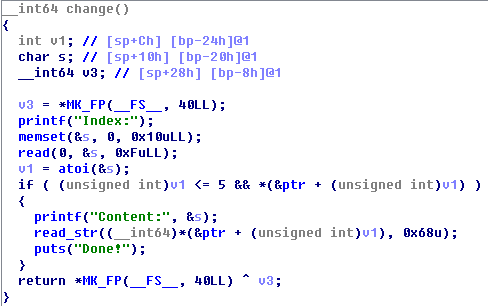 __int64 change()
{
int v1; // [sp+Ch] [bp-24h]@1
char s; // [sp+10h] [bp-20h]@1
__int64 v3; // [sp+28h] [bp-8h]@1
v3 = *MK_FP(__FS__, 40LL);
printf("Index:");
memset(&s, 0, 0x10uLL);
read(0, &s, 0xFuLL);
v1 = atoi(&s);
if ( (unsigned int)v1 <= 5 && *(&ptr + (unsigned int)v1) )
{
printf("Content:", &s);
read_str((__int64)*(&ptr + (unsigned int)v1), 0x68u);
puts("Done!");
}
return *MK_FP(__FS__, 40LL) ^ v3;
}